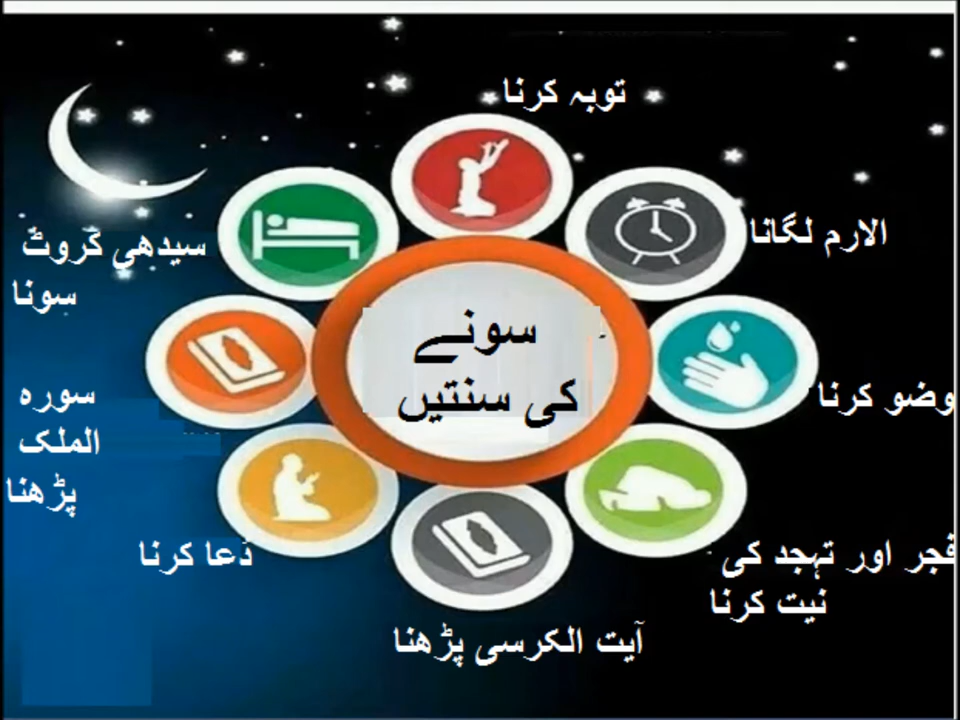 توبہ کرنا
الارم لگانا
سیدھی کروٹ
سونا
سونے
کی سنتیں
وضو کرنا
سورہ
الملک
پڑھنا
فجر اور تہجد کی
نیت کرنا
دعا کرنا
آیت الکرسی پڑھنا